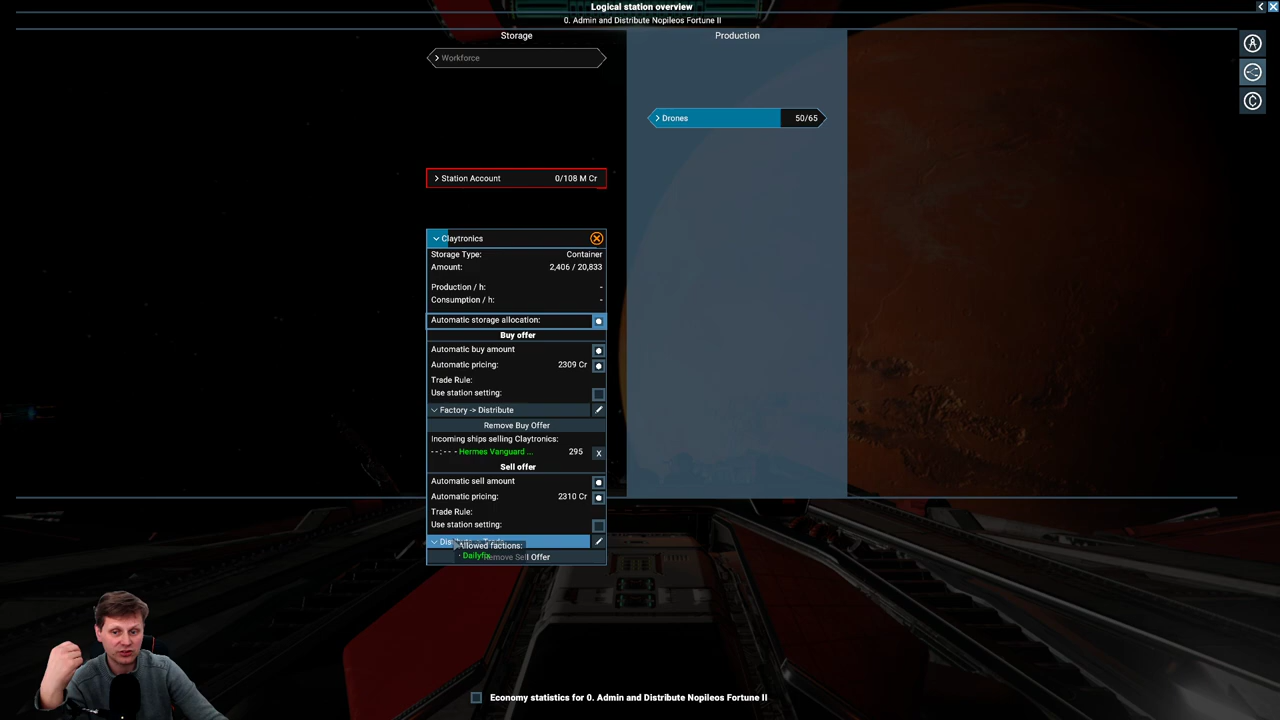 Logical station overview
0. Admin and Distribute Nopileos Fortune II
Storage
Production
Workforce
Drones 50/65
Station Account 0/108 M Cr
Claytronics
Storage Type: Container
Amount: 2,406 / 20,833
Production / h: -
Consumption / h: -
Automatic storage allocation:
Buy offer
Automatic buy amount
Automatic pricing: 2309 Cr
Trade Rule:
Use station setting:
Factory -> Distribute
Remove Buy Offer
Incoming ships selling Claytronics:
--:-- - Hermes Vanguard ... 295 X
Sell offer
Automatic sell amount
Automatic pricing: 2310 Cr
Trade Rule:
Use station setting:
Allowed factions:
Remove Sell Offer
Economy statistics for 0. Admin and Distribute Nopileos Fortune II